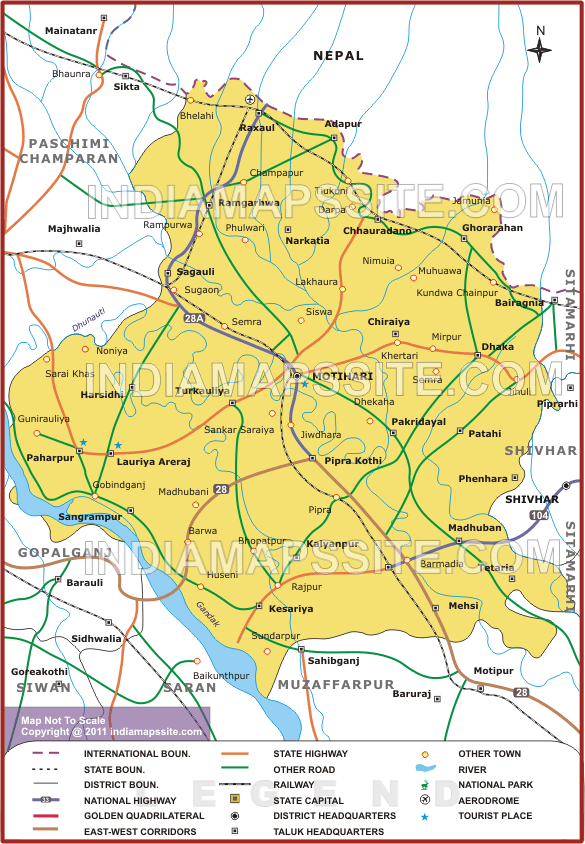 Mainatanr
N
NEPAL
Bhaunra
Sikta
Bhelahi
Raxaul
Adapur
PASCHIMI
CHAMPARAN
Champapur
Tiukoni
INDIAMAPSSITE.COM
Ramgarhwa
Darpa
Jamunia
Rampurwa
Phulwari
Majhwalia
Narkatia
Chhauradano
Ghorarahan
Nimuia
Sagauli
Muhuawa
Lakhaura
Sugaon
Kundwa Chainpur
Bairagnia
SITAMARHI
Dhunauti
28A
Siswa
Semra
Chiraiya
Mirpur
Dhaka
Noniya
Khertari
Sarai Khas
INDIAMAPSSITE.COM
MOTIHARI
Semra
Jinuli
Harsidhi
Turkauliya
Piprarhi
Dhekaha
Gunirauliya
Sankar Saraiya
Pakridayal
Jiwdhara
Patahi
SHIVHAR
Paharpur
Lauriya Areraj
Pipra Kothi
Phenhara
Gobindganj
Madhubani
28
SHIVHAR
Pipra
104
Sangrampur
Barwa
Madhuban
SITAMARHI
Bhopatpur
Kalyanpur
GOPALGANJ
INDIAMAPSSITE.COM
Barmadia
Tetaria
Barauli
Huseni
Rajpur
Gandak
Kesariya
Mehsi
Sidhwalia
Sundarpur
Sahibganj
Goreakothi
Baikunthpur
Motipur
SIWAN
SARAN
MUZAFFARPUR
Baruraj
28
Map Not To Scale
Copyright @ 2011 indiamapssite.com
LEGEND
INTERNATIONAL BOUN.
STATE HIGHWAY
OTHER TOWN
STATE BOUN.
OTHER ROAD
RIVER
DISTRICT BOUN.
RAILWAY
NATIONAL PARK
33
NATIONAL HIGHWAY
STATE CAPITAL
AERODROME
GOLDEN QUADRILATERAL
DISTRICT HEADQUARTERS
TOURIST PLACE
EAST-WEST CORRIDORS
TALUK HEADQUARTERS